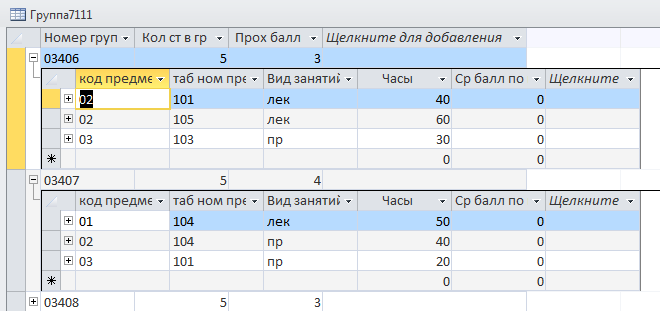 Группа7111
Номер груп Кол ст в гр Прох балл Щелкните для добавления
03406 5 3
код предме таб ном пре Вид занятий Часы Ср балл по Щелкните
02 101 лек 40 0
02 105 лек 60 0
03 103 пр 30 0
0 0
03407 5 4
код предме таб ном пре Вид занятий Часы Ср балл по Щелкните
01 104 лек 50 0
02 104 пр 40 0
03 101 пр 20 0
0 0
03408 5 3